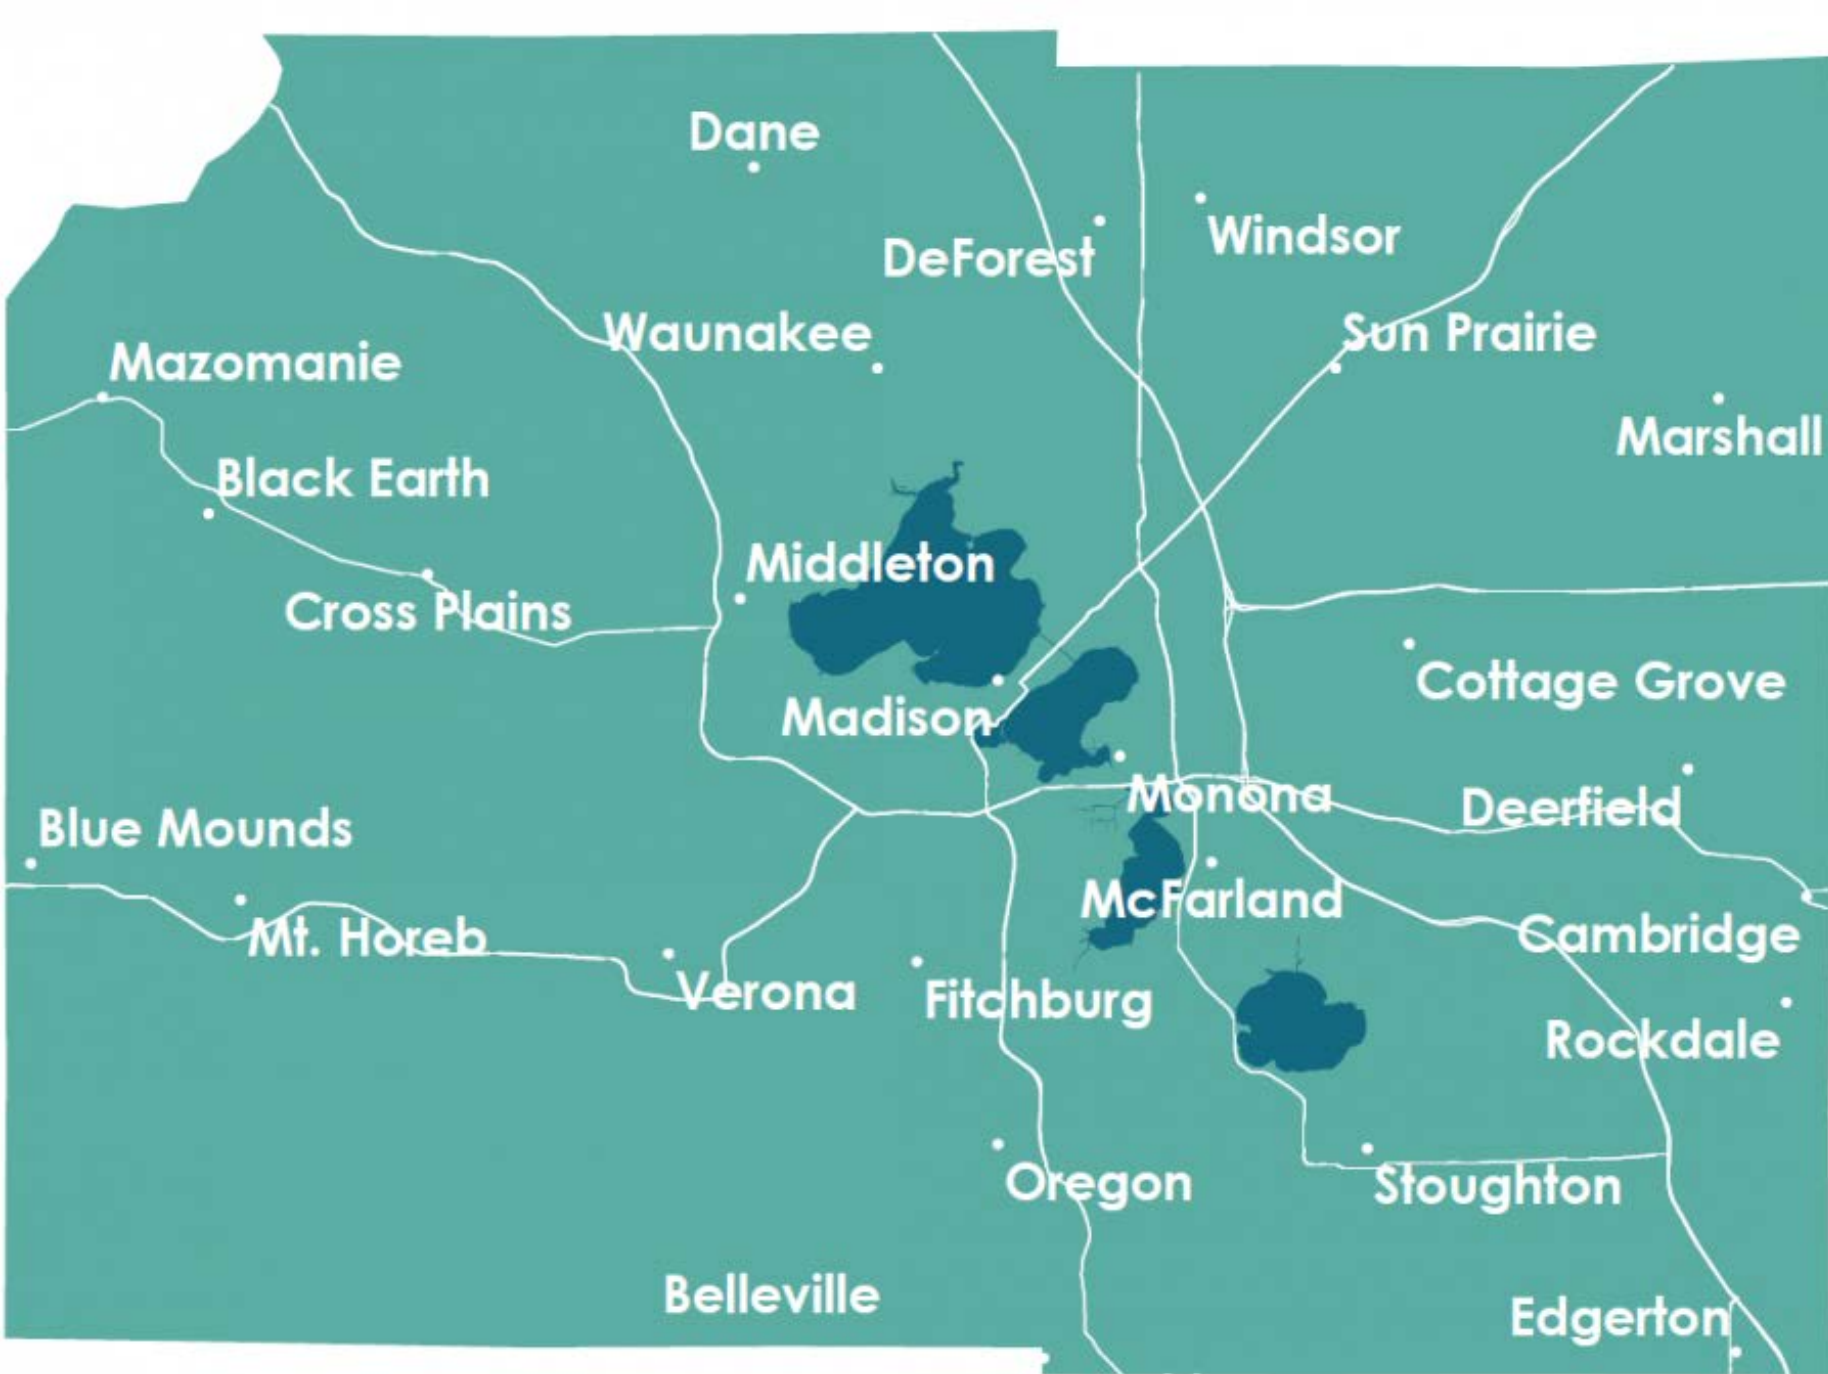 Dane
Windsor
DeForest
Waunakee
Sun Prairie
Mazomanie
Marshall
Black Earth
Middleton
Cross Plains
Cottage Grove
Madison
Monona
Deerfield
Blue Mounds
McFarland
Mt. Horeb
Cambridge
Verona
Fitchburg
Rockdale
Oregon
Stoughton
Belleville
Edgerton